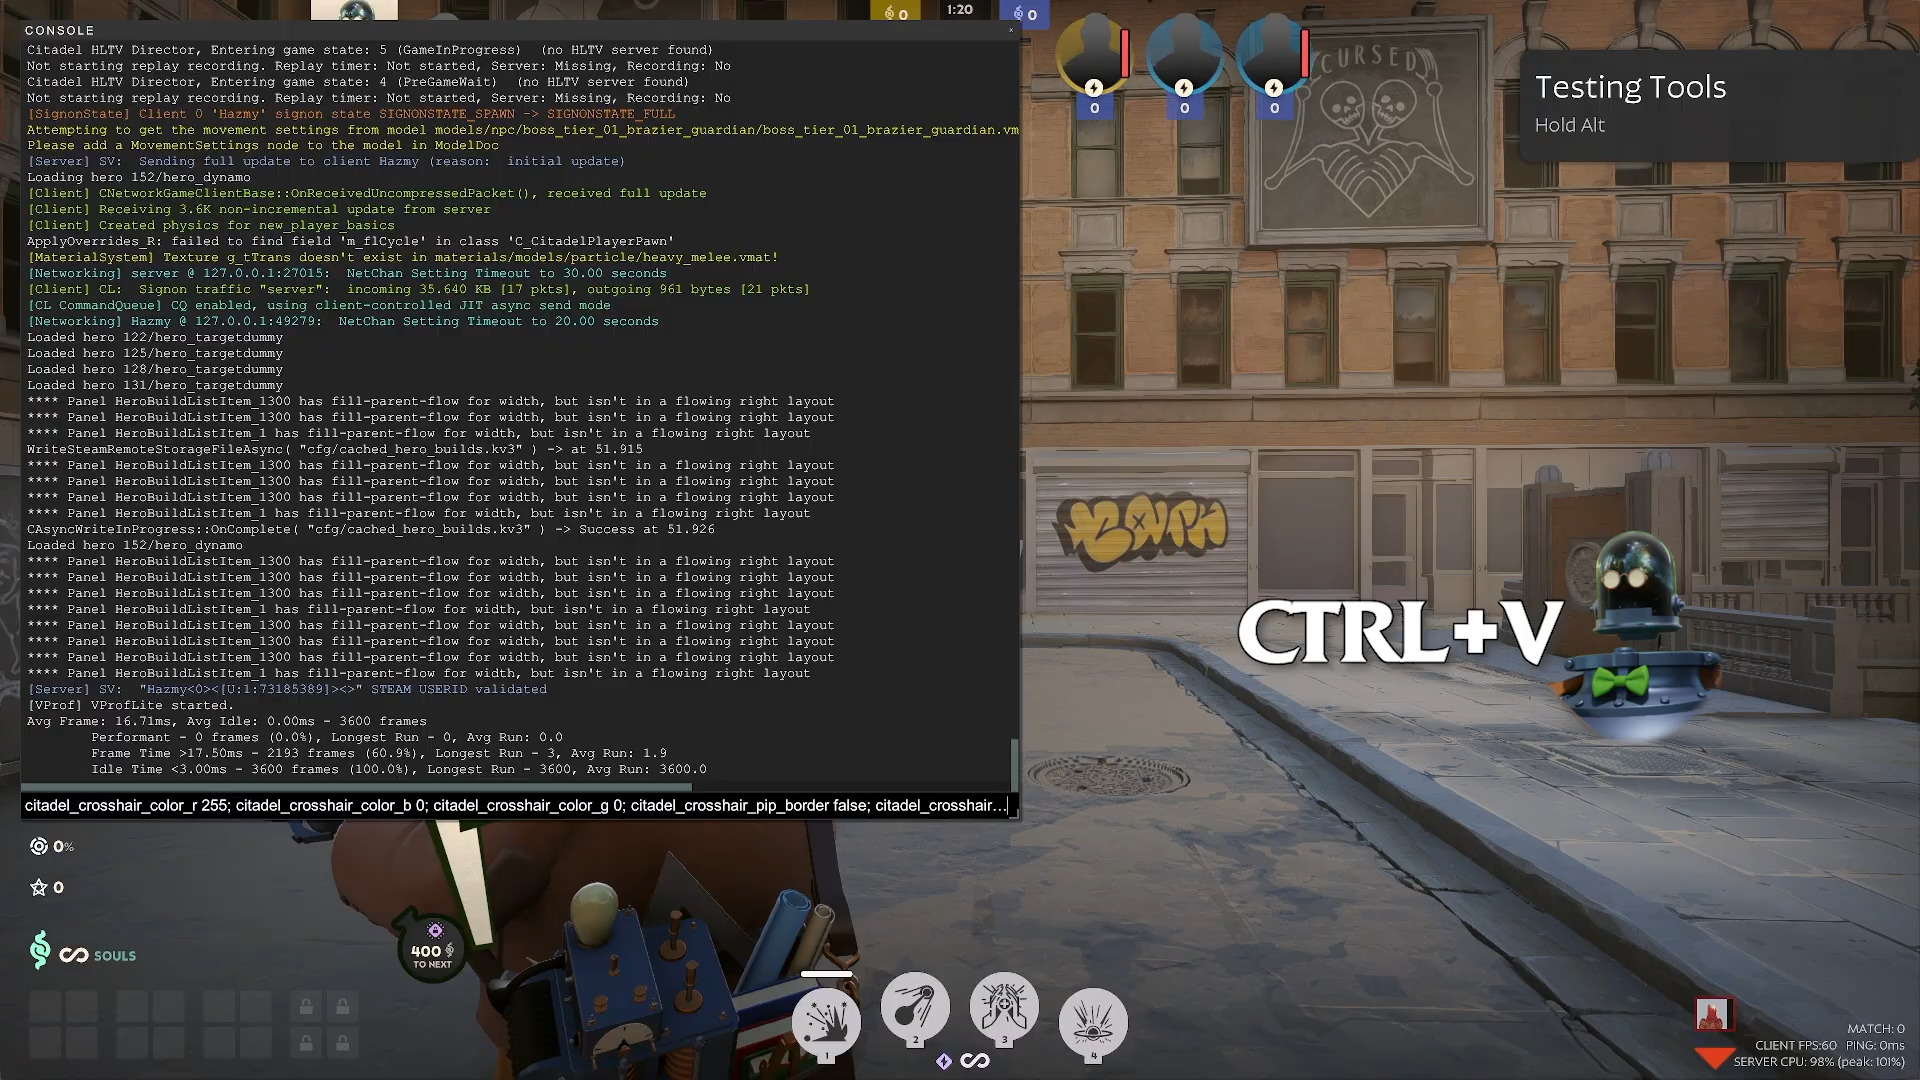 0
1:20
0
CONSOLE
x
Citadel HLTV Director, Entering game state: 5 (GameInProgress)  (no HLTV server found)
Not starting replay recording. Replay timer: Not started, Server: Missing, Recording: No
Citadel HLTV Director, Entering game state: 4 (PreGameWait)  (no HLTV server found)
Not starting replay recording. Replay timer: Not started, Server: Missing, Recording: No
[SignonState] Client 0 'Hazmy' signon state SIGNONSTATE_SPAWN -> SIGNONSTATE_FULL
Attempting to get the movement settings from model models/npc/boss_tier_01_brazier_guardian/boss_tier_01_brazier_guardian.vm
Please add a MovementSettings node to the model in ModelDoc
[Server] SV:  Sending full update to client Hazmy (reason:  initial update)
Loading hero 152/hero_dynamo
[Client] CNetworkGameClientBase::OnReceivedUncompressedPacket(), received full update
[Client] Receiving 3.6K non-incremental update from server
[Client] Created physics for new_player_basics
ApplyOverrides_R: failed to find field 'm_flCycle' in class 'C_CitadelPlayerPawn'
[MaterialSystem] Texture g_tTrans doesn't exist in materials/models/particle/heavy_melee.vmat!
[Networking] server @ 127.0.0.1:27015:  NetChan Setting Timeout to 30.00 seconds
[Client] CL:  Signon traffic "server":  incoming 35.640 KB [17 pkts], outgoing 961 bytes [21 pkts]
[CL CommandQueue] CQ enabled, using client-controlled JIT async send mode
[Networking] Hazmy @ 127.0.0.1:49279:  NetChan Setting Timeout to 20.00 seconds
Loaded hero 122/hero_targetdummy
Loaded hero 125/hero_targetdummy
Loaded hero 128/hero_targetdummy
Loaded hero 131/hero_targetdummy
**** Panel HeroBuildListItem_1300 has fill-parent-flow for width, but isn't in a flowing right layout
**** Panel HeroBuildListItem_1300 has fill-parent-flow for width, but isn't in a flowing right layout
**** Panel HeroBuildListItem_1 has fill-parent-flow for width, but isn't in a flowing right layout
WriteSteamRemoteStorageFileAsync( "cfg/cached_hero_builds.kv3" ) -> at 51.915
**** Panel HeroBuildListItem_1300 has fill-parent-flow for width, but isn't in a flowing right layout
**** Panel HeroBuildListItem_1300 has fill-parent-flow for width, but isn't in a flowing right layout
**** Panel HeroBuildListItem_1300 has fill-parent-flow for width, but isn't in a flowing right layout
**** Panel HeroBuildListItem_1 has fill-parent-flow for width, but isn't in a flowing right layout
CAsyncWriteInProgress::OnComplete( "cfg/cached_hero_builds.kv3" ) -> Success at 51.926
Loaded hero 152/hero_dynamo
**** Panel HeroBuildListItem_1300 has fill-parent-flow for width, but isn't in a flowing right layout
**** Panel HeroBuildListItem_1300 has fill-parent-flow for width, but isn't in a flowing right layout
**** Panel HeroBuildListItem_1300 has fill-parent-flow for width, but isn't in a flowing right layout
**** Panel HeroBuildListItem_1 has fill-parent-flow for width, but isn't in a flowing right layout
**** Panel HeroBuildListItem_1300 has fill-parent-flow for width, but isn't in a flowing right layout
**** Panel HeroBuildListItem_1300 has fill-parent-flow for width, but isn't in a flowing right layout
**** Panel HeroBuildListItem_1300 has fill-parent-flow for width, but isn't in a flowing right layout
**** Panel HeroBuildListItem_1 has fill-parent-flow for width, but isn't in a flowing right layout
[Server] SV:  "Hazmy<0><[U:1:73185389]><>" STEAM USERID validated
[VProf] VProfLite started.
Avg Frame: 16.71ms, Avg Idle: 0.00ms - 3600 frames
Performant - 0 frames (0.0%), Longest Run - 0, Avg Run: 0.0
Frame Time >17.50ms - 2193 frames (60.9%), Longest Run - 3, Avg Run: 1.9
Idle Time <3.00ms - 3600 frames (100.0%), Longest Run - 3600, Avg Run: 3600.0
citadel_crosshair_color_r 255; citadel_crosshair_color_b 0; citadel_crosshair_color_g 0; citadel_crosshair_pip_border false; citadel_crosshair...
0
0
0
CURSED
Testing Tools
Hold Alt
CTRL+V
0%
0
SOULS
400
TO NEXT
1
2
3
4
MATCH: 0
CLIENT FPS:60 PING: 0ms
SERVER CPU: 98% (peak: 101%)